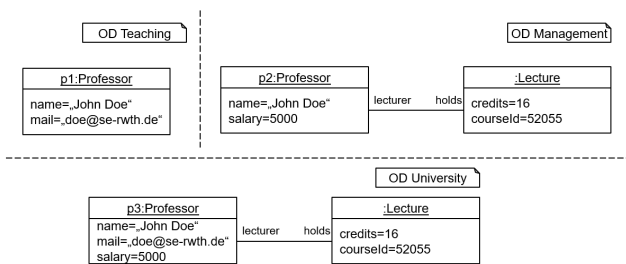 OD Teaching
p1:Professor
name=„John Doe“
mail=„doe@se-rwth.de“
OD Management
p2:Professor
name=„John Doe“
salary=5000
lecturer holds
:Lecture
credits=16
courseId=52055
OD University
p3:Professor
name=„John Doe“
mail=„doe@se-rwth.de“
salary=5000
lecturer holds
:Lecture
credits=16
courseId=52055